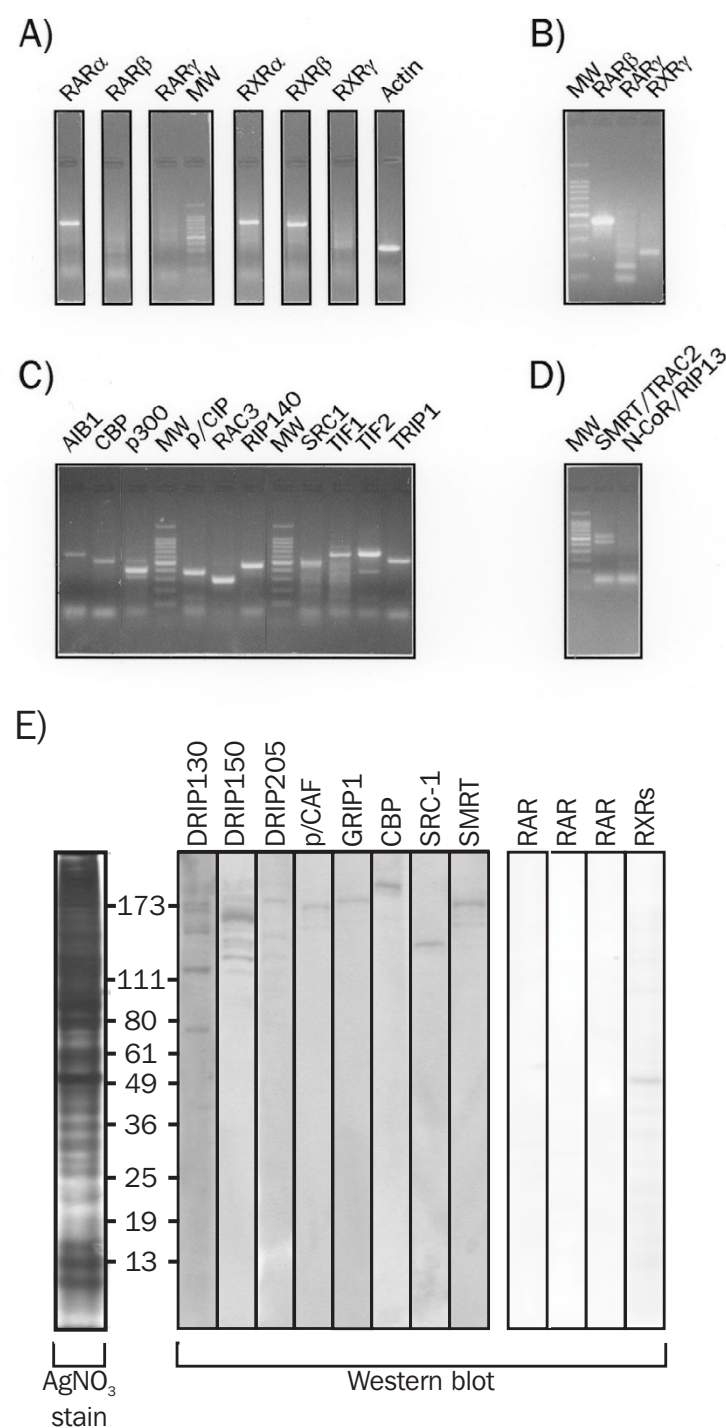 A)
RARα RARβ RARγ MW RXRα RXRβ RXRγ Actin
B)
MW RARβ RARγ RXRγ
C)
AIB1 CBP p300 MW p/CIP RAC3 RIP140 MW SRC1 TIF1 TIF2 TRIP1
D)
MW SMRT/TRAC2 N-CoR/RIP13
E)
DRIP130 DRIP150 DRIP205 p/CAF GRIP1 CBP SRC-1 SMRT RAR RAR RAR RXRs
173
111
80
61
49
36
25
19
13
AgNO₃
stain
Western blot